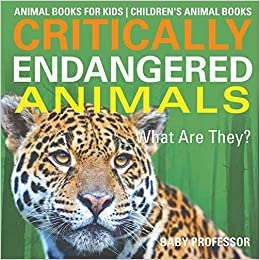 ANIMAL BOOKS FOR KIDS | CHILDREN'S ANIMAL BOOKS
CRITICALLY
ENDANGERED
ANIMALS
What Are They?
BABY PROFESSOR